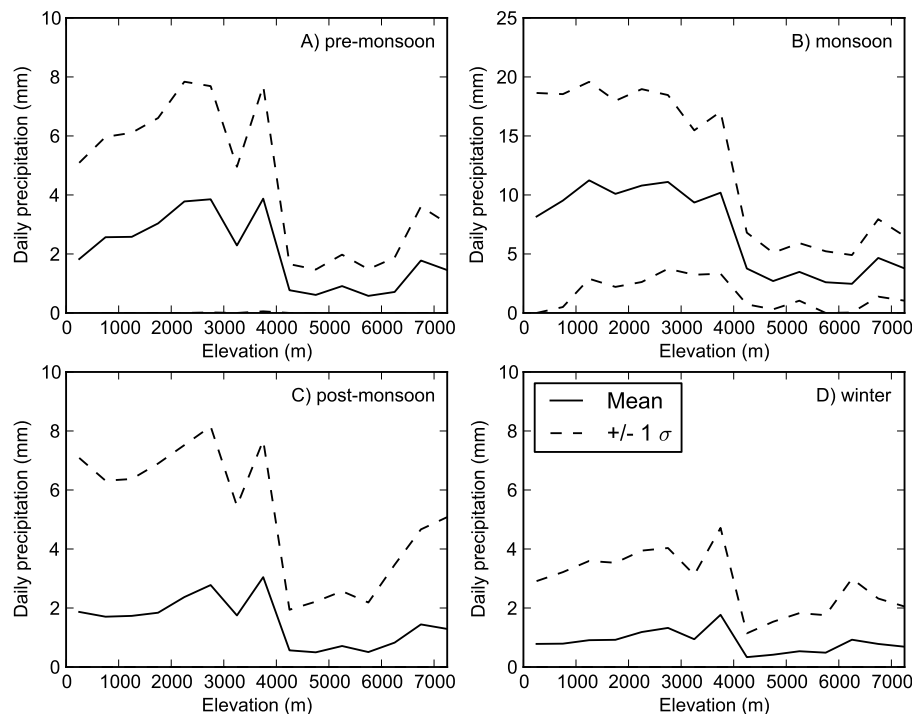 A) pre-monsoon
10
8
6
4
2
0
Daily precipitation (mm)
0 1000 2000 3000 4000 5000 6000 7000
Elevation (m)
B) monsoon
25
20
15
10
5
0
Daily precipitation (mm)
0 1000 2000 3000 4000 5000 6000 7000
Elevation (m)
C) post-monsoon
10
8
6
4
2
0
Daily precipitation (mm)
0 1000 2000 3000 4000 5000 6000 7000
Elevation (m)
D) winter
Mean
+/- 1 σ
10
8
6
4
2
0
Daily precipitation (mm)
0 1000 2000 3000 4000 5000 6000 7000
Elevation (m)